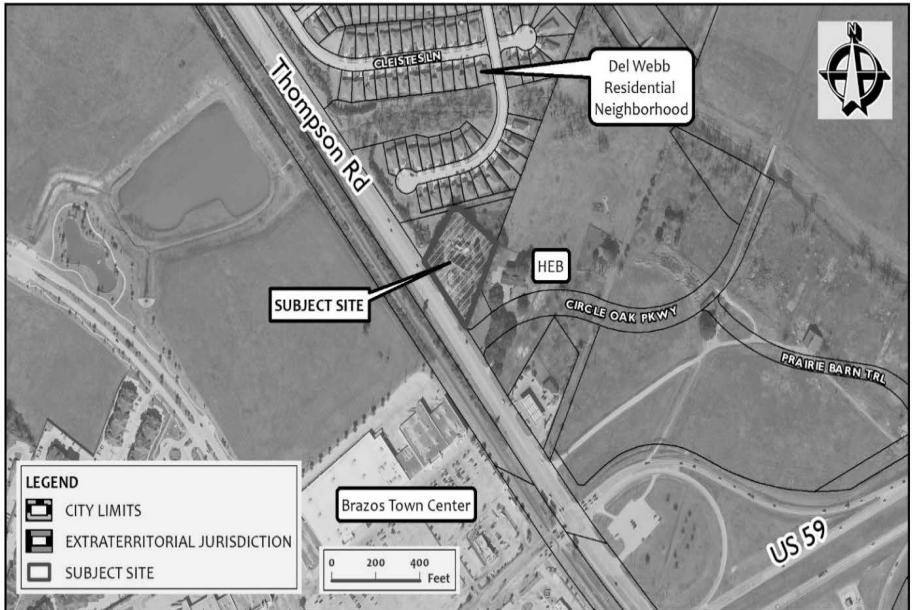 CLEISTES LN
Del Webb
Residential
Neighborhood
N
Thompson Rd
SUBJECT SITE
HEB
CIRCLE OAK PKWY
PRAIRIE BARN TRL
Brazos Town Center
US 59
LEGEND
CITY LIMITS
EXTRATERRITORIAL JURISDICTION
SUBJECT SITE
0 200 400
Feet